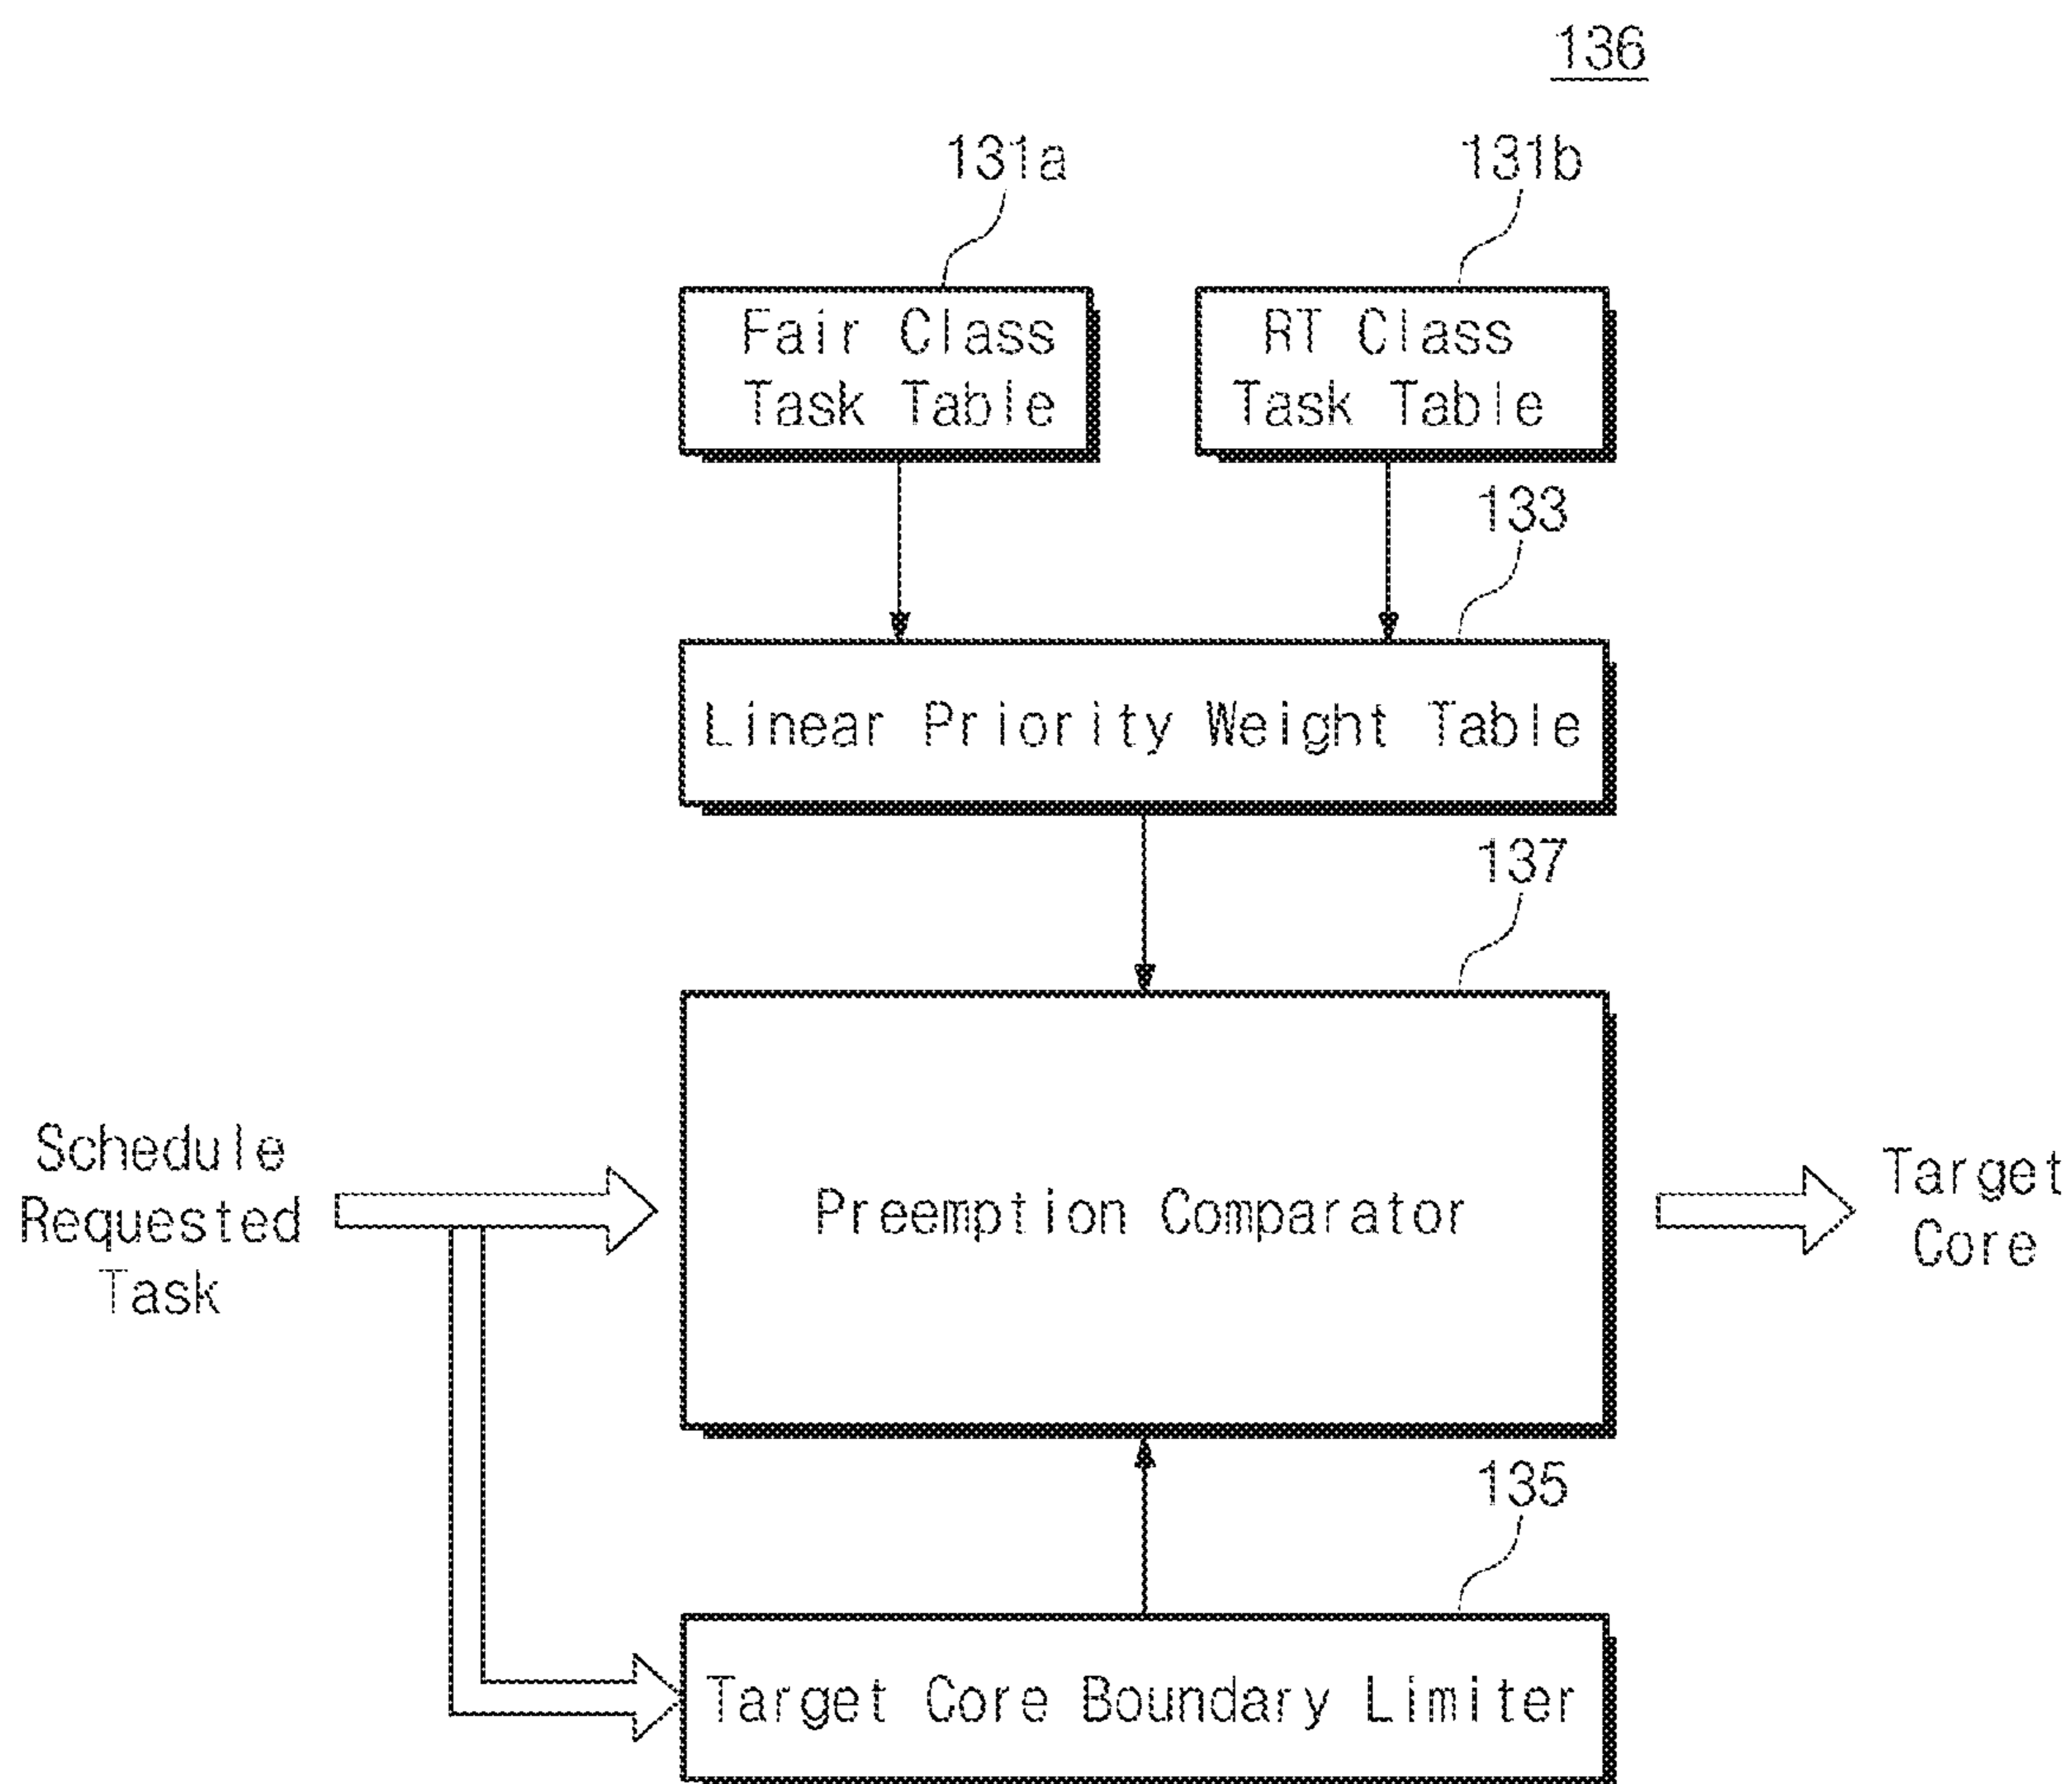 136
131a
131b
Fair Class
Task Table
RT Class
Task Table
133
Linear Priority Weight Table
137
Schedule
Requested
Task
Preemption Comparator
Target
Core
135
Target Core Boundary Limiter